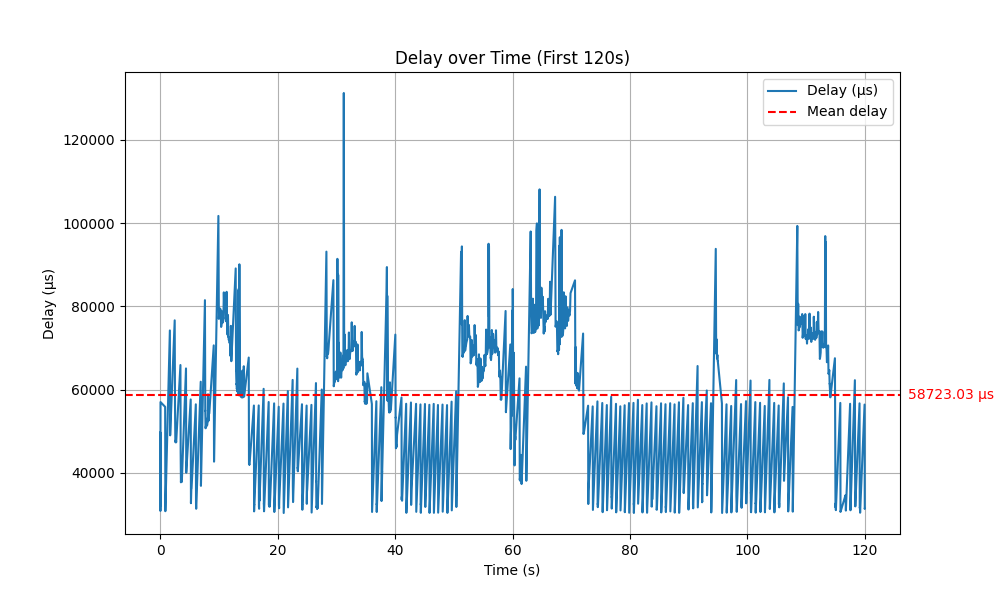 Delay over Time (First 120s)
Delay (µs)
Mean delay
120000
100000
80000
60000
40000
58723.03 µs
Delay (µs)
0 20 40 60 80 100 120
Time (s)